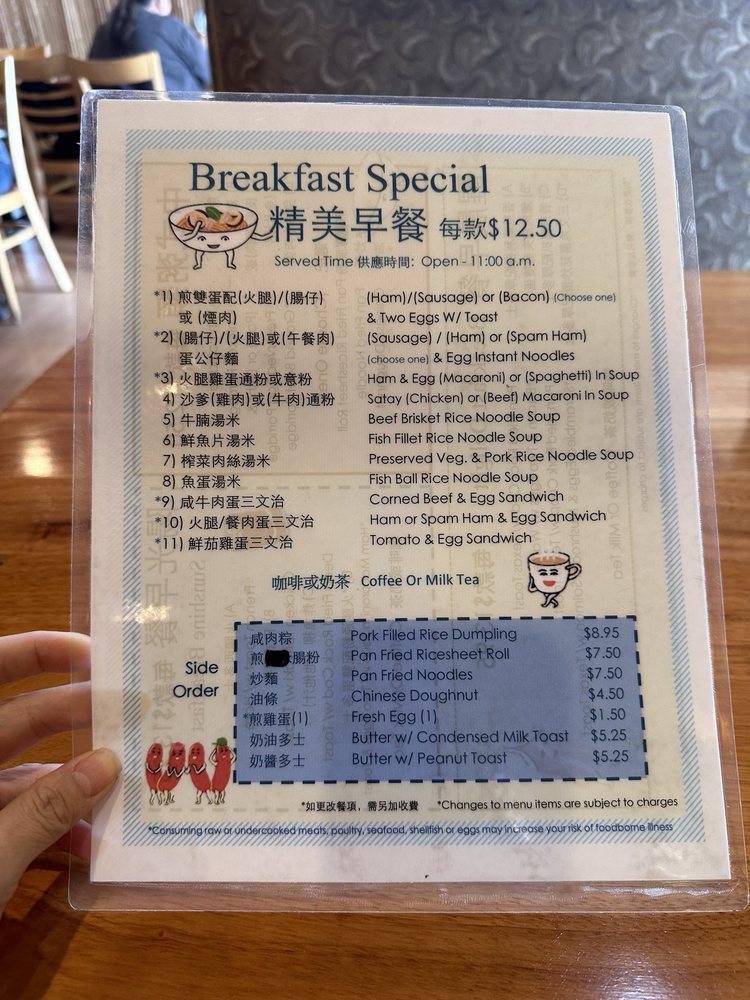 Breakfast Special
精美早餐 每款$12.50
Served Time 供應時間: Open - 11:00 a.m.
*1) 煎雙蛋配(火腿)/(腸仔) (Ham)/(Sausage) or (Bacon) (Choose one)
或 (煙肉) & Two Eggs W/ Toast
*2) (腸仔)/(火腿)或(午餐肉) (Sausage) / (Ham) or (Spam Ham)
蛋公仔麵 (choose one) & Egg Instant Noodles
*3) 火腿雞蛋通粉或意粉 Ham & Egg (Macaroni) or (Spaghetti) In Soup
4) 沙爹(雞肉)或(牛肉)通粉 Satay (Chicken) or (Beef) Macaroni In Soup
5) 牛腩湯米 Beef Brisket Rice Noodle Soup
6) 鮮魚片湯米 Fish Fillet Rice Noodle Soup
7) 榨菜肉絲湯米 Preserved Veg. & Pork Rice Noodle Soup
8) 魚蛋湯米 Fish Ball Rice Noodle Soup
*9) 咸牛肉蛋三文治 Corned Beef & Egg Sandwich
*10) 火腿/餐肉蛋三文治 Ham or Spam Ham & Egg Sandwich
*11) 鮮茄雞蛋三文治 Tomato & Egg Sandwich
咖啡或奶茶 Coffee Or Milk Tea
Side Order
咸肉粽 Pork Filled Rice Dumpling $8.95
煎 腸粉 Pan Fried Ricesheet Roll $7.50
炒麵 Pan Fried Noodles $7.50
油條 Chinese Doughnut $4.50
*煎雞蛋(1) Fresh Egg (1) $1.50
奶油多士 Butter w/ Condensed Milk Toast $5.25
奶醬多士 Butter w/ Peanut Toast $5.25
*如更改餐項，需另加收費 *Changes to menu items are subject to charges
*Consuming raw or undercooked meats, poultry, seafood, shellfish or eggs may increase your risk of foodborne illness